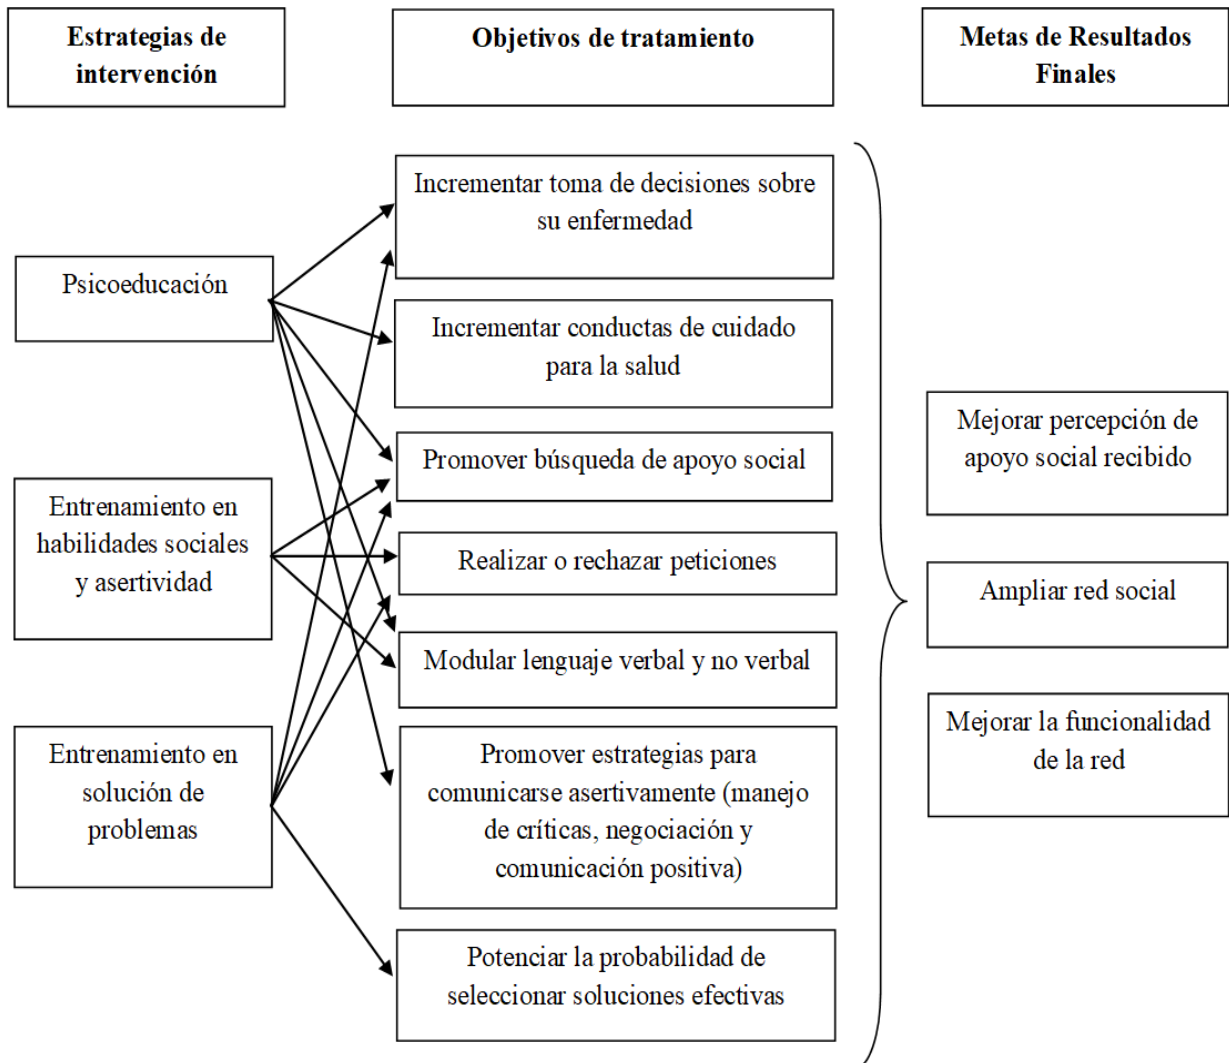 Estrategias de
intervención
Objetivos de tratamiento
Metas de Resultados
Finales
Psicoeducación
Entrenamiento en
habilidades sociales
y asertividad
Entrenamiento en
solución de
problemas
Incrementar toma de decisiones sobre
su enfermedad
Incrementar conductas de cuidado
para la salud
Promover búsqueda de apoyo social
Realizar o rechazar peticiones
Modular lenguaje verbal y no verbal
Promover estrategias para
comunicarse asertivamente (manejo
de críticas, negociación y
comunicación positiva)
Potenciar la probabilidad de
seleccionar soluciones efectivas
Mejorar percepción de
apoyo social recibido
Ampliar red social
Mejorar la funcionalidad
de la red